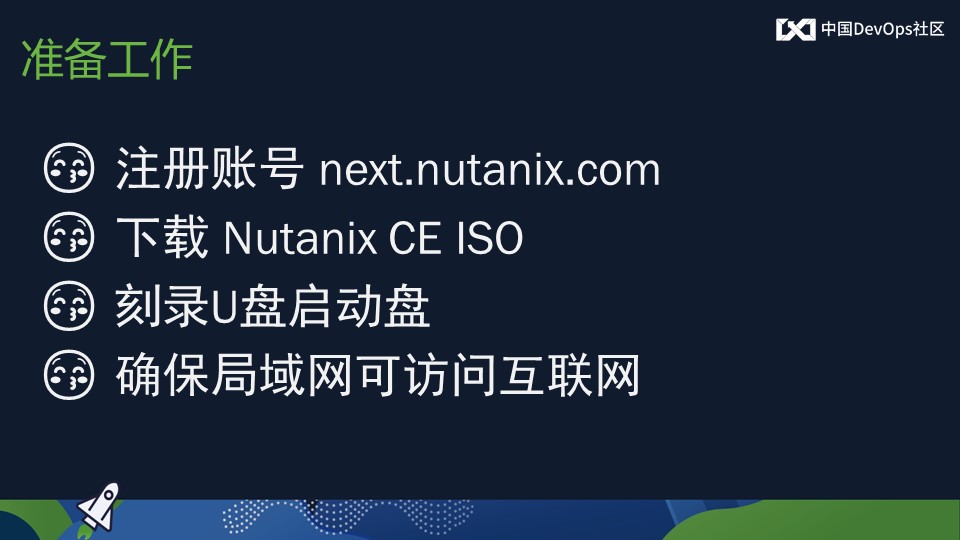 中国DevOps社区
准备工作
注册账号 next.nutanix.com
下载 Nutanix CE ISO
刻录U盘启动盘
确保局域网可访问互联网